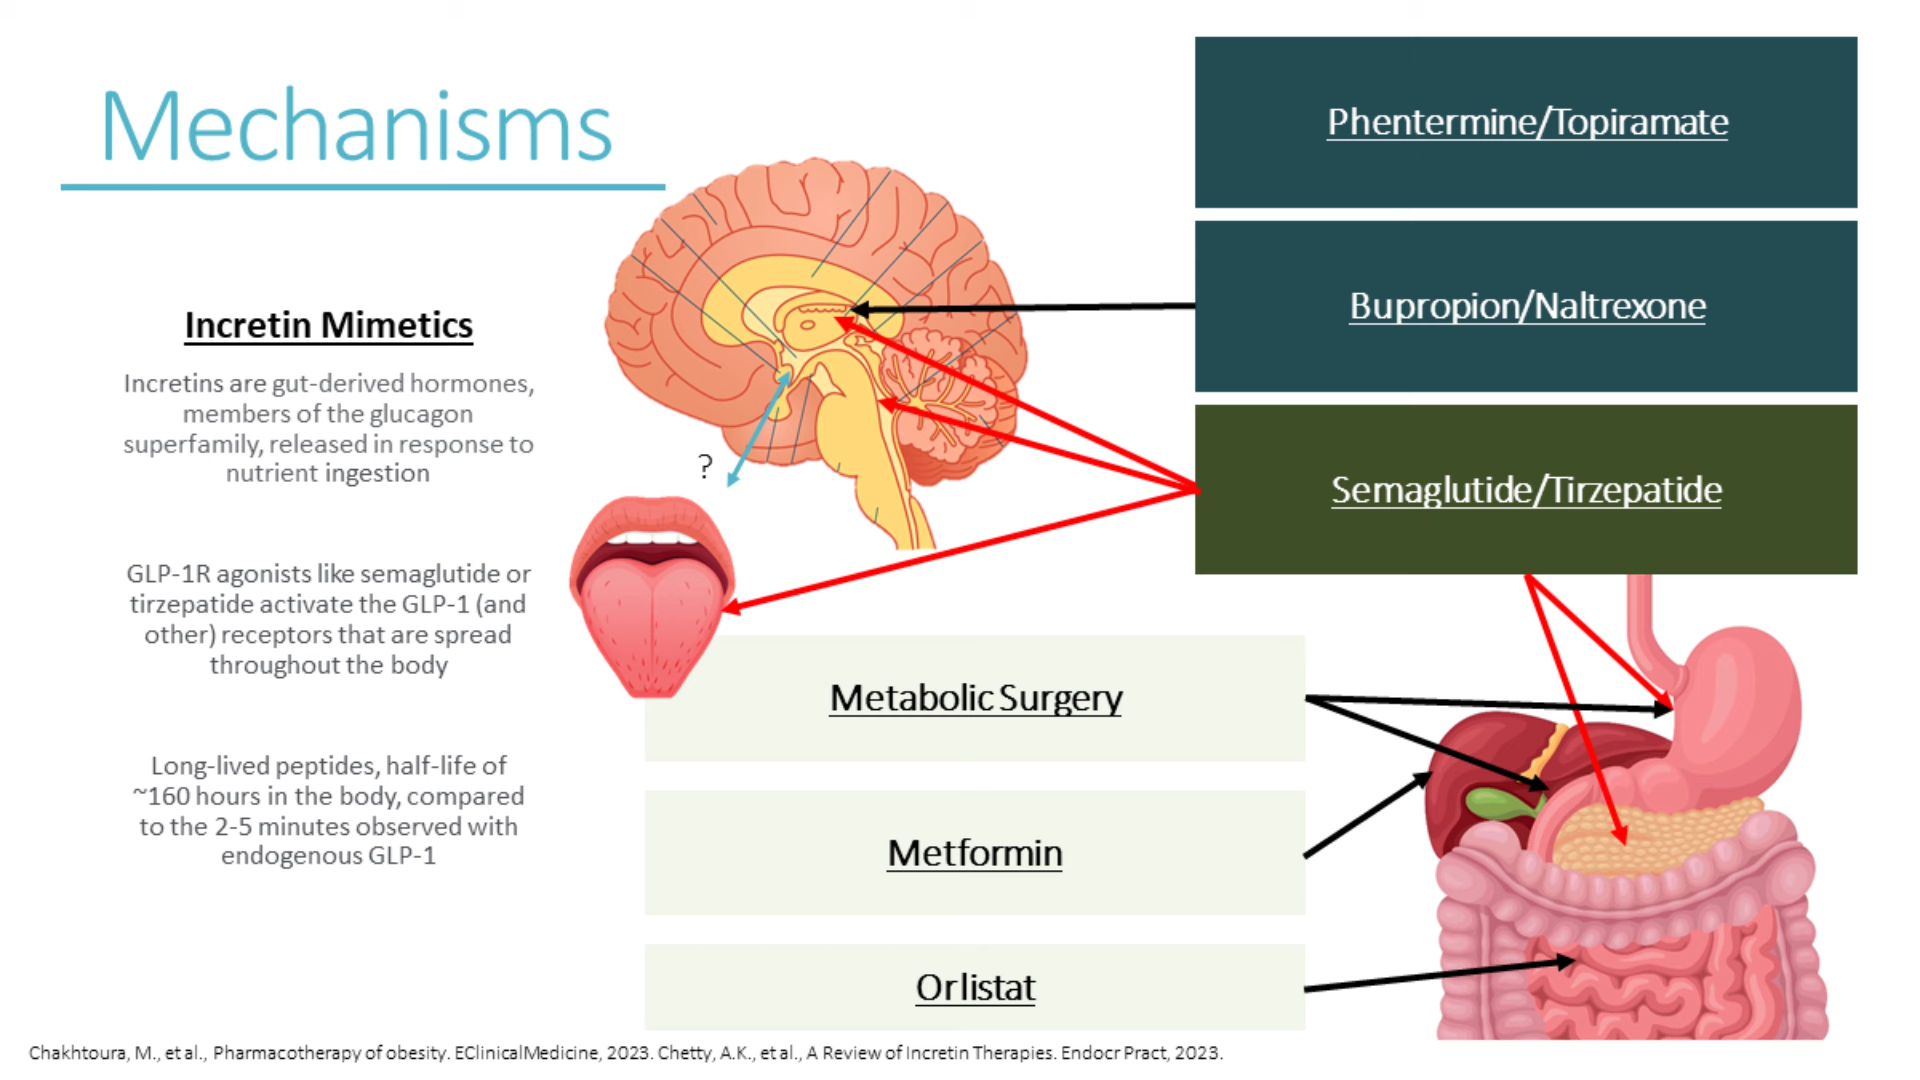 Mechanisms
Incretin Mimetics
Incretins are gut-derived hormones,
members of the glucagon
superfamily, released in response to
nutrient ingestion
GLP-1R agonists like semaglutide or
tirzepatide activate the GLP-1 (and
other) receptors that are spread
throughout the body
Long-lived peptides, half-life of
~160 hours in the body, compared
to the 2-5 minutes observed with
endogenous GLP-1
?
Phentermine/Topiramate
Bupropion/Naltrexone
Semaglutide/Tirzepatide
Metabolic Surgery
Metformin
Orlistat
Chakhtoura, M., et al., Pharmacotherapy of obesity. EClinicalMedicine, 2023. Chetty, A.K., et al., A Review of Incretin Therapies. Endocr Pract, 2023.